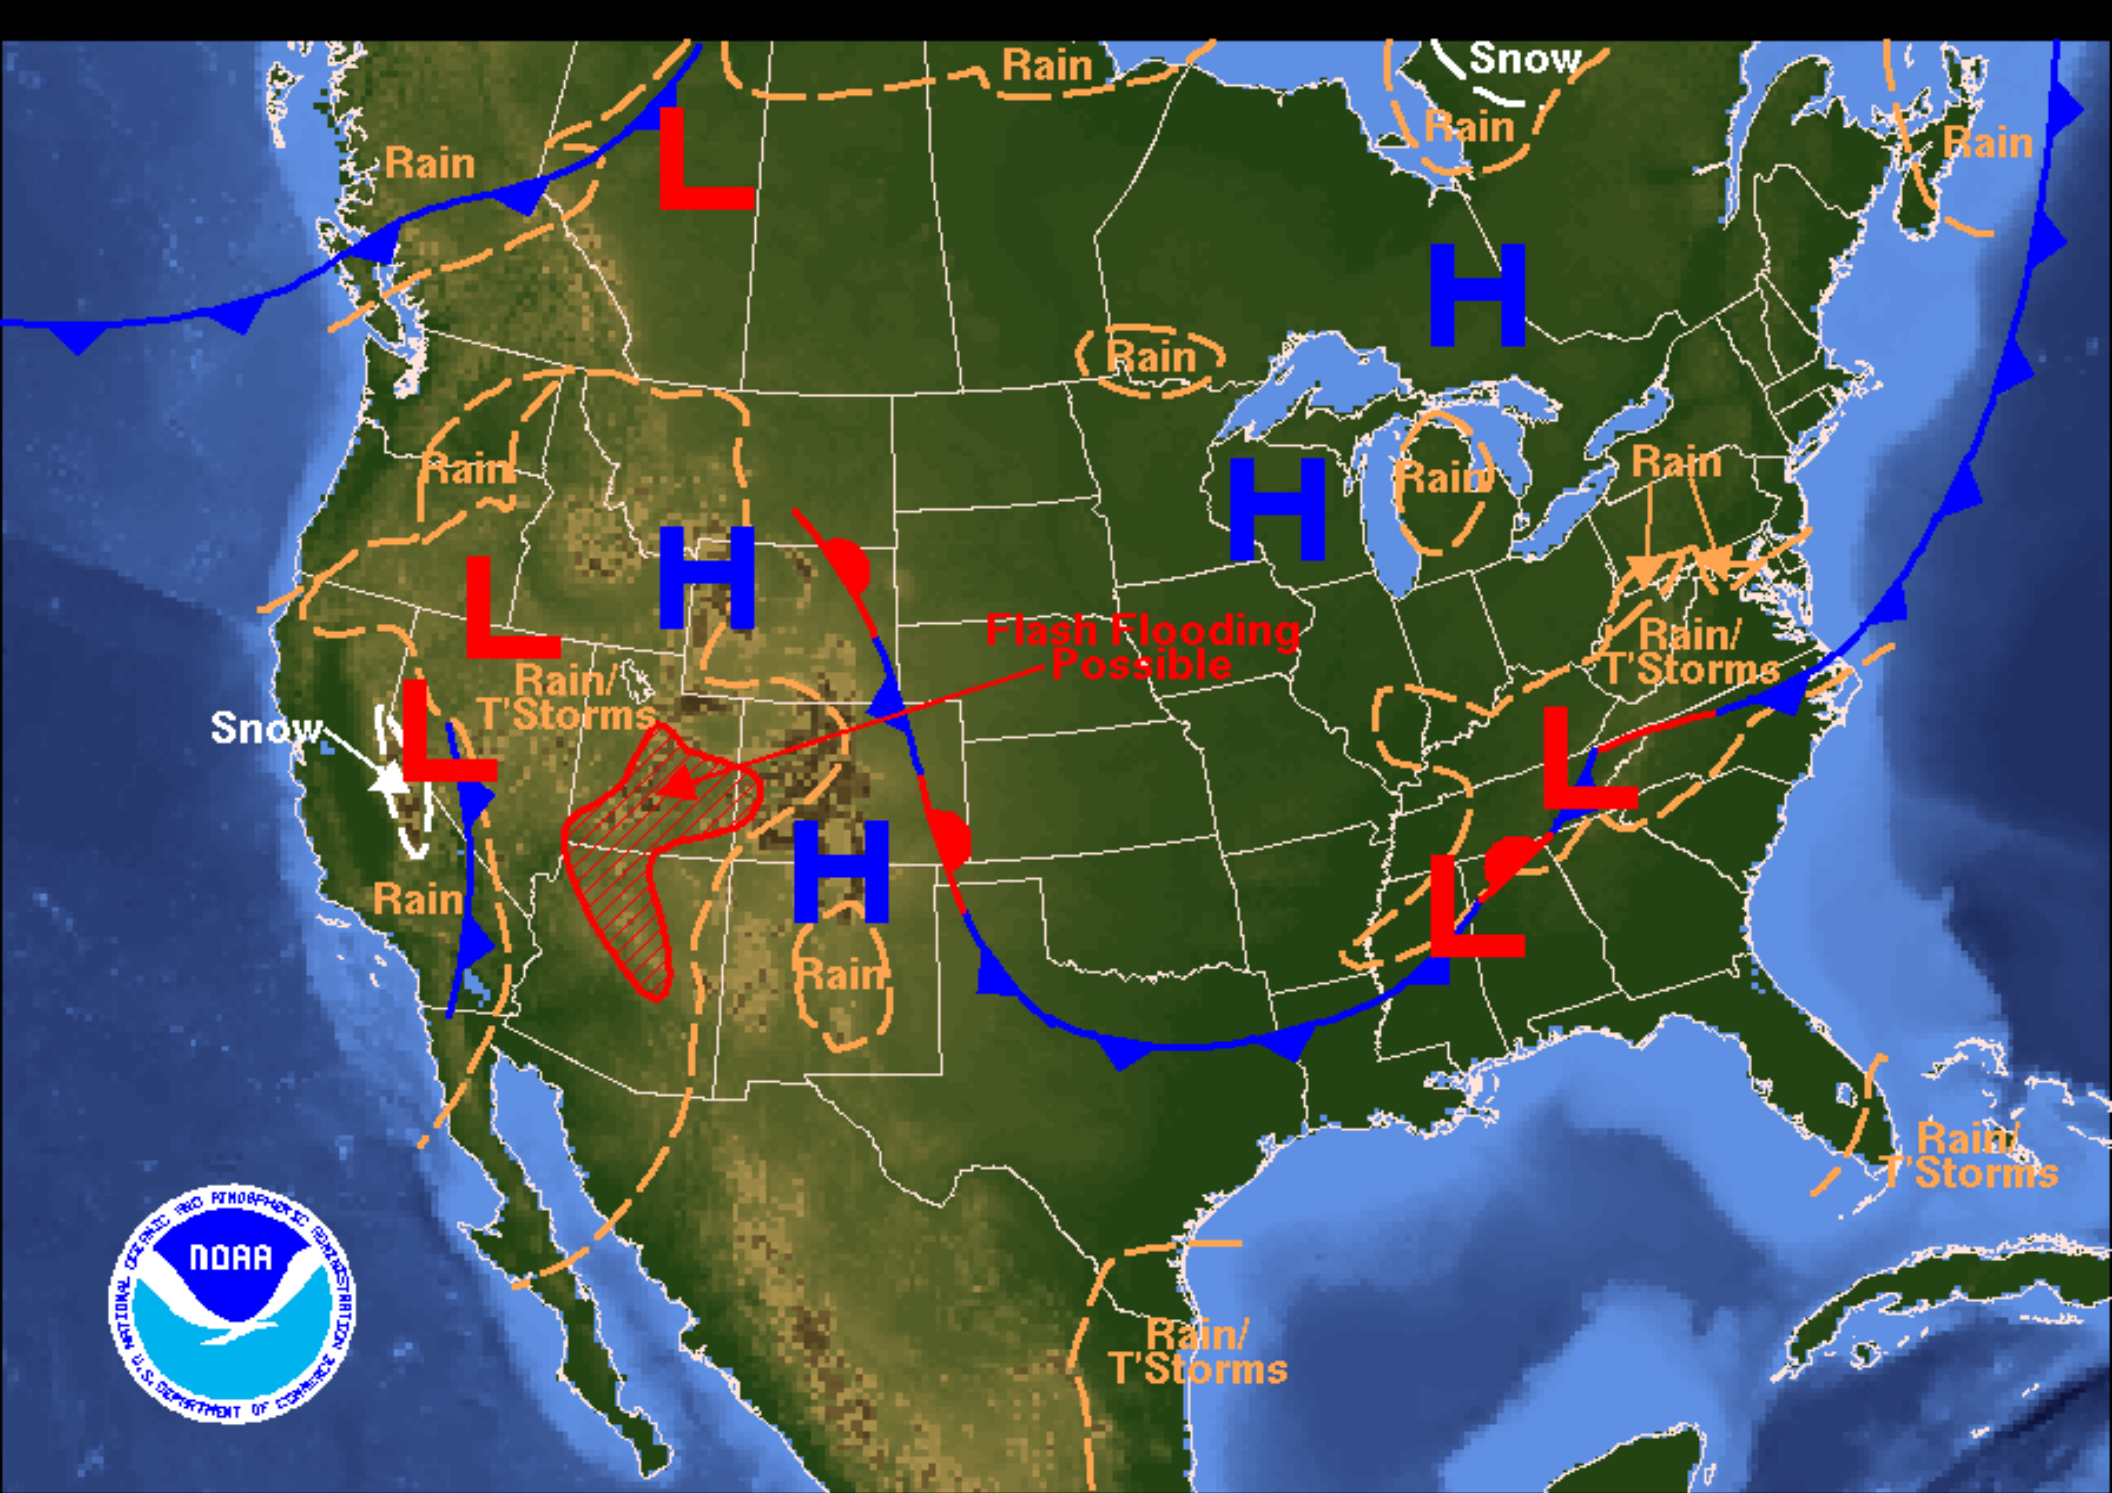 Snow
Rain
Rain
Rain
Rain
L
H
Rain
Rain
Rain
Rain
H
H
L
Flash Flooding
Possible
Rain/
T'Storms
Rain/
T'Storms
L
L
Snow
H
L
Rain
Rain
Rain/
T'Storms
NATIONAL OCEANIC AND ATMOSPHERIC ADMINISTRATION
NOAA
U.S. DEPARTMENT OF COMMERCE
Rain/
T'Storms